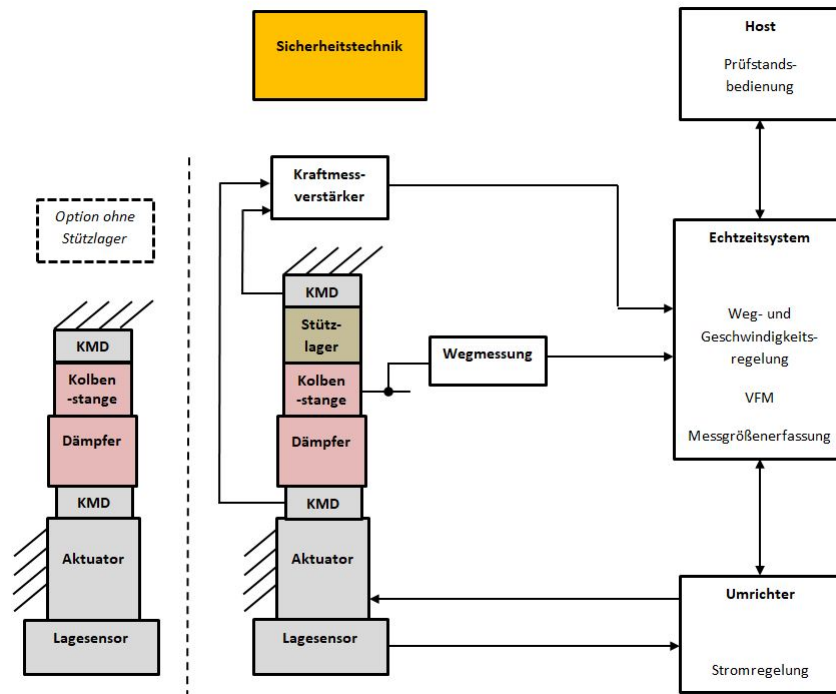 Sicherheitstechnik
Host
Prüfstands-
bedienung
Option ohne
Stützlager
KMD
Kolben
-stange
Dämpfer
KMD
Aktuator
Lagesensor
Kraftmess-
verstärker
KMD
Stütz-
lager
Kolben
-stange
Dämpfer
KMD
Aktuator
Lagesensor
Wegmessung
Echtzeitsystem
Weg- und
Geschwindigkeits-
regelung
VFM
Messgrößenerfassung
Umrichter
Stromregelung